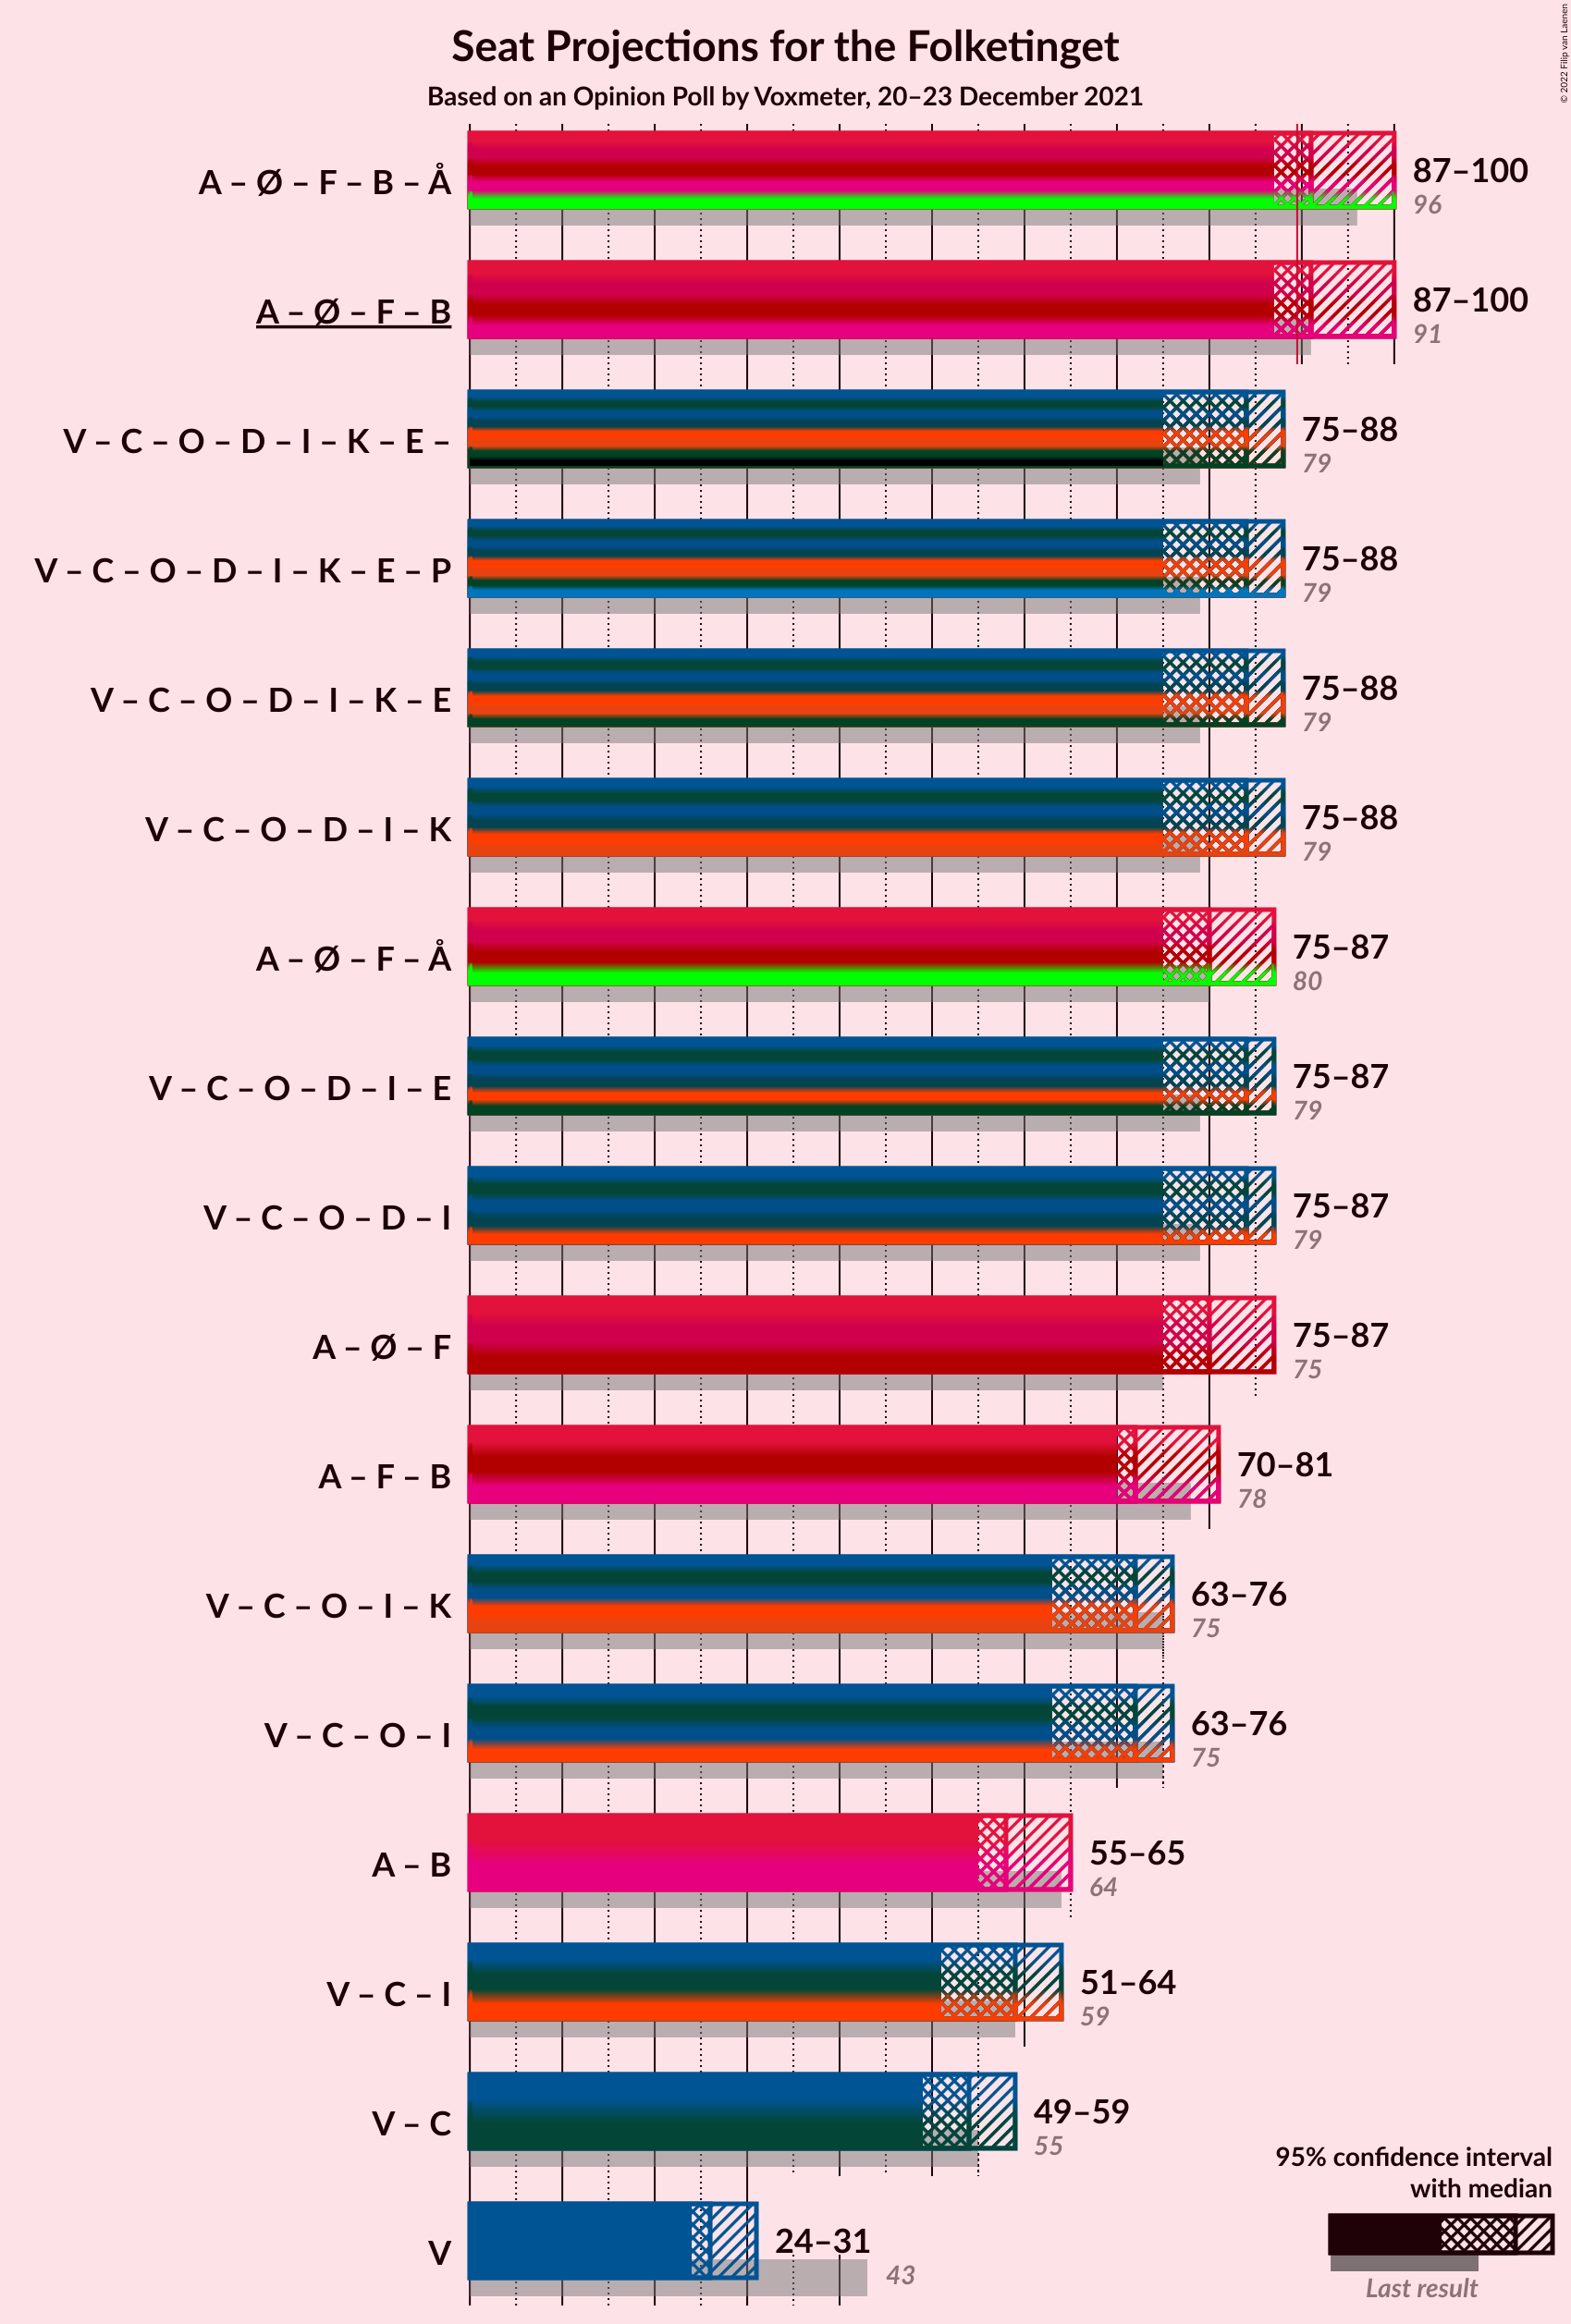 Seat Projections for the Folketinget
Based on an Opinion Poll by Voxmeter, 20–23 December 2021
© 2022 Filip van Laenen
A – Ø – F – B – Å
87–100
96
A – Ø – F – B
87–100
91
V – C – O – D – I – K – E –
75–88
79
V – C – O – D – I – K – E – P
75–88
79
V – C – O – D – I – K – E
75–88
79
V – C – O – D – I – K
75–88
79
A – Ø – F – Å
75–87
80
V – C – O – D – I – E
75–87
79
V – C – O – D – I
75–87
79
A – Ø – F
75–87
75
A – F – B
70–81
78
V – C – O – I – K
63–76
75
V – C – O – I
63–76
75
A – B
55–65
64
V – C – I
51–64
59
V – C
49–59
55
V
24–31
43
95% confidence interval
with median
Last result